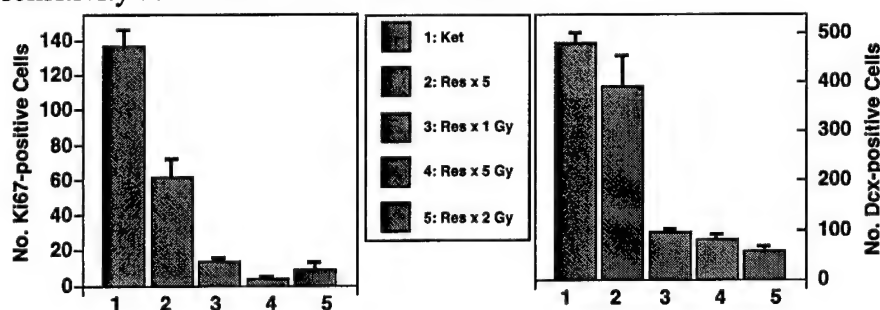 sensitivity
No. Ki67-positive Cells
140
120
100
80
60
40
20
0
1 2 3 4 5
1: Ket
2: Res x 5
3: Res x 1 Gy
4: Res x 5 Gy
5: Res x 2 Gy
500
400
300
200
100
0
No. Dcx-positive Cells
1 2 3 4 5